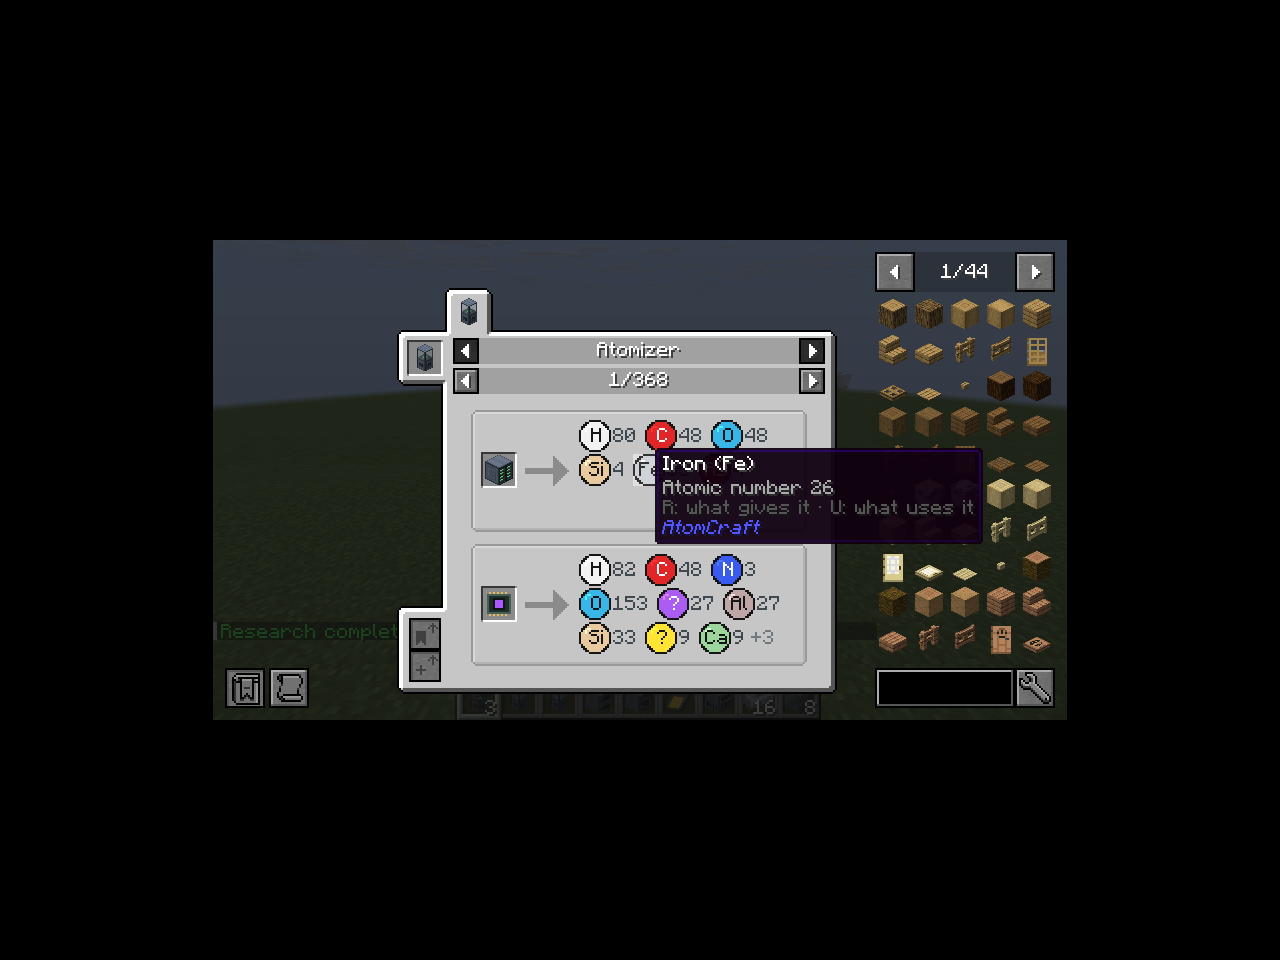 1/44
Atomizer
1/368
H 80 C 48 O 48
Si 4 Fe
Iron (Fe)
Atomic number 26
R: what gives it · U: what uses it
AtomCraft
H 82 C 48 N 3
O 153 ? 27 Al 27
Si 33 ? 9 Ca 9 +3
Research complet
3 16 8